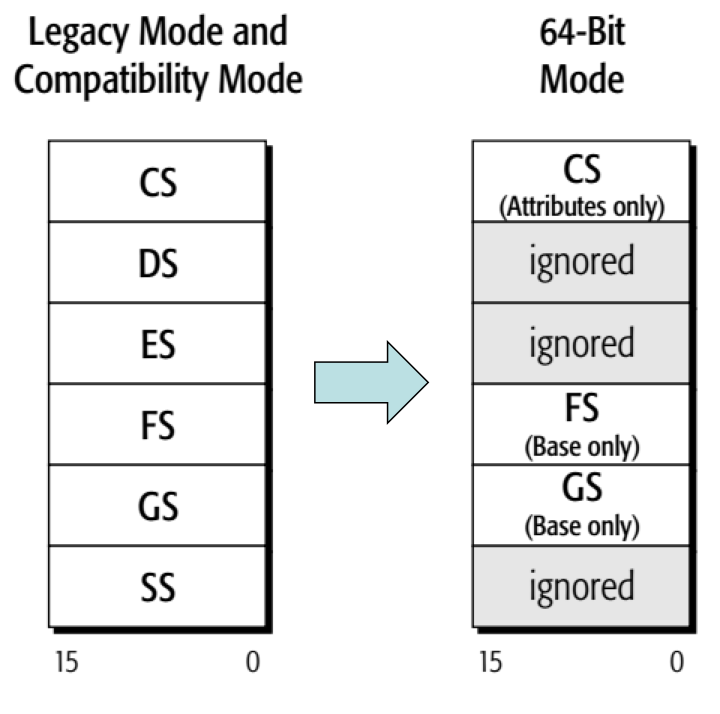 Legacy Mode and
Compatibility Mode
CS
DS
ES
FS
GS
SS
15 0
64-Bit
Mode
CS
(Attributes only)
ignored
ignored
FS
(Base only)
GS
(Base only)
ignored
15 0